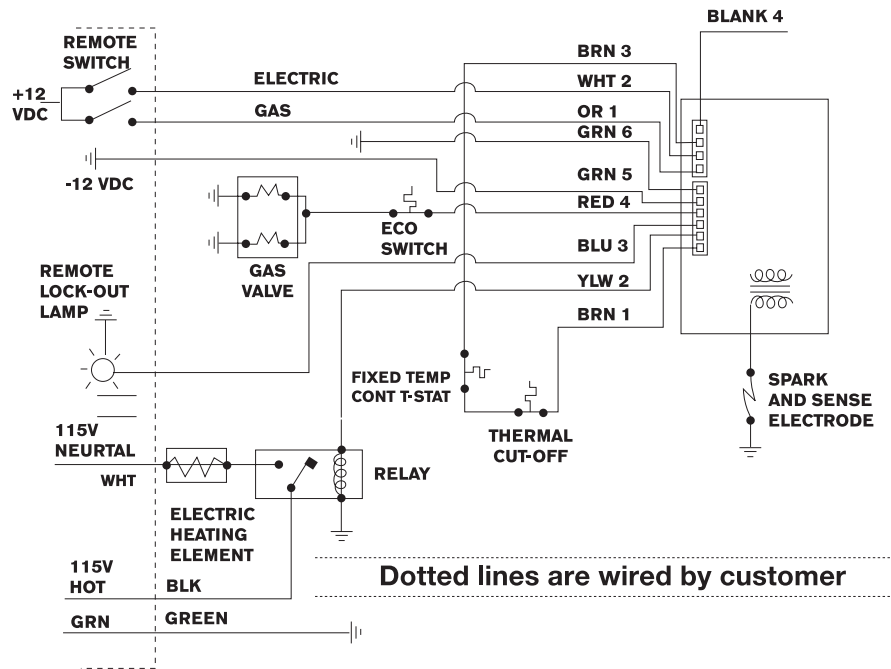 BLANK 4
REMOTE
SWITCH
BRN 3
ELECTRIC
WHT 2
+12
VDC
GAS
OR 1
GRN 6
-12 VDC
GRN 5
RED 4
ECO
SWITCH
BLU 3
GAS
VALVE
REMOTE
LOCK-OUT
LAMP
YLW 2
BRN 1
FIXED TEMP
CONT T-STAT
SPARK
AND SENSE
ELECTRODE
THERMAL
CUT-OFF
115V
NEURTAL
WHT
RELAY
ELECTRIC
HEATING
ELEMENT
115V
HOT
BLK
Dotted lines are wired by customer
GRN
GREEN